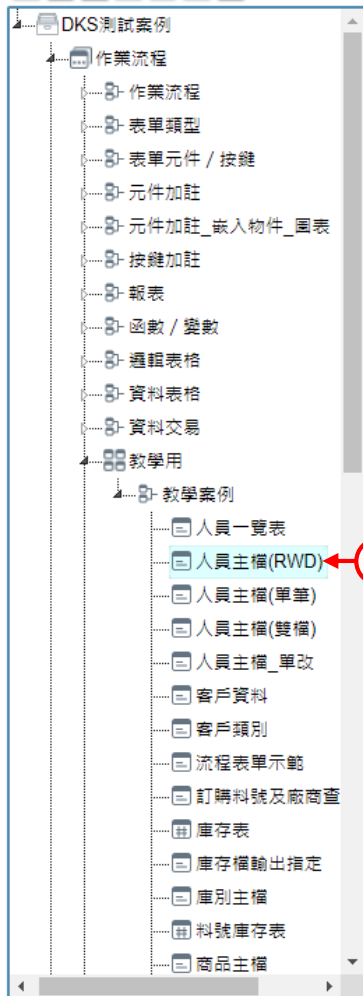 DKS測試案例
作業流程
作業流程
表單類型
表單元件 / 按鍵
元件加註
元件加註_嵌入物件_圖表
按鍵加註
報表
函數 / 變數
邏輯表格
資料表格
資料交易
教學用
教學案例
人員一覽表
人員主檔(RWD)
人員主檔(單筆)
人員主檔(雙檔)
人員主檔_單改
客戶資料
客戶類別
流程表單示範
訂購料號及廠商查
庫存表
庫存檔輸出指定
庫別主檔
料號庫存表
商品主檔